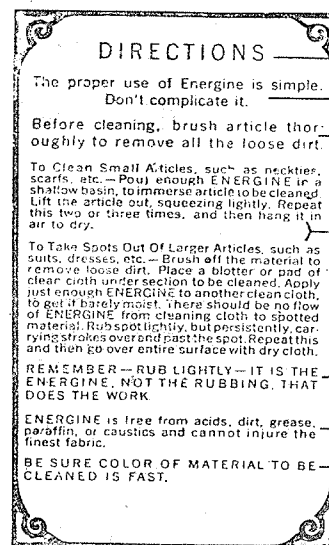 DIRECTIONS
The proper use of Energine is simple.
Don't complicate it.
Before cleaning, brush article thor-
oughly to remove all the loose dirt.
To Clean Small Articles, such as neckties,
scarfs, etc. — Pour enough ENERGINE in a
shallow basin, to immerse article to be cleaned.
Lift the article out, squeezing lightly. Repeat
this two or three times, and then hang it in
air to dry.
To Take Spots Out Of Larger Articles, such as
suits, dresses, etc. — Brush off the material to
remove loose dirt. Place a blotter or pad of
clean cloth under section to be cleaned. Apply
just enough ENERGINE to another clean cloth,
to get it barely moist. There should be no flow
of ENERGINE from cleaning cloth to spotted
material. Rub spot lightly, but persistently, car-
rying strokes over and past the spot. Repeat this
and then go over entire surface with dry cloth.
REMEMBER — RUB LIGHTLY — IT IS THE
ENERGINE, NOT THE RUBBING, THAT
DOES THE WORK.
ENERGINE is free from acids, dirt, grease,
paraffin, or caustics and cannot injure the
finest fabric.
BE SURE COLOR OF MATERIAL TO BE
CLEANED IS FAST.